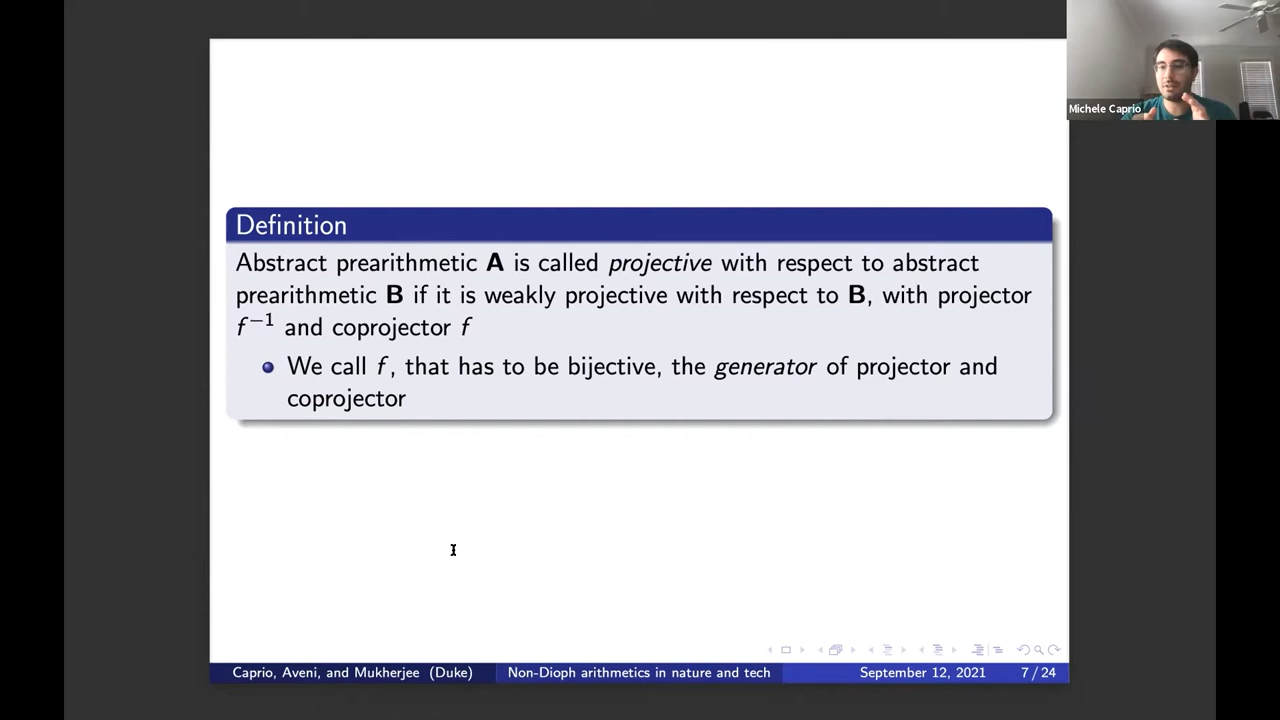 Michele Caprio
Definition
Abstract prearithmetic A is called projective with respect to abstract
prearithmetic B if it is weakly projective with respect to B, with projector
f⁻¹ and coprojector f
We call f, that has to be bijective, the generator of projector and
coprojector
Caprio, Aveni, and Mukherjee (Duke) Non-Dioph arithmetics in nature and tech September 12, 2021 7 / 24